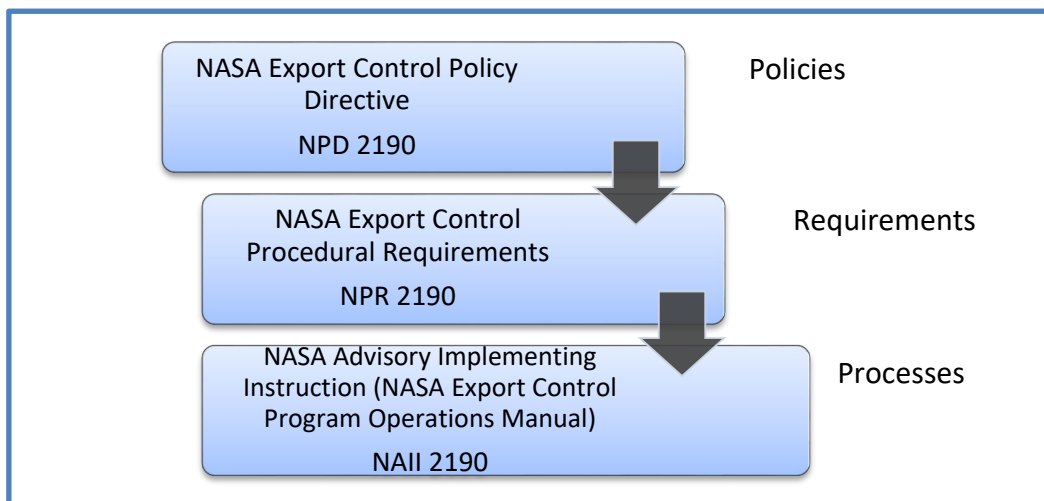 NASA Export Control Policy
Directive
NPD 2190
Policies
NASA Export Control
Procedural Requirements
NPR 2190
Requirements
NASA Advisory Implementing
Instruction (NASA Export Control
Program Operations Manual)
NAII 2190
Processes